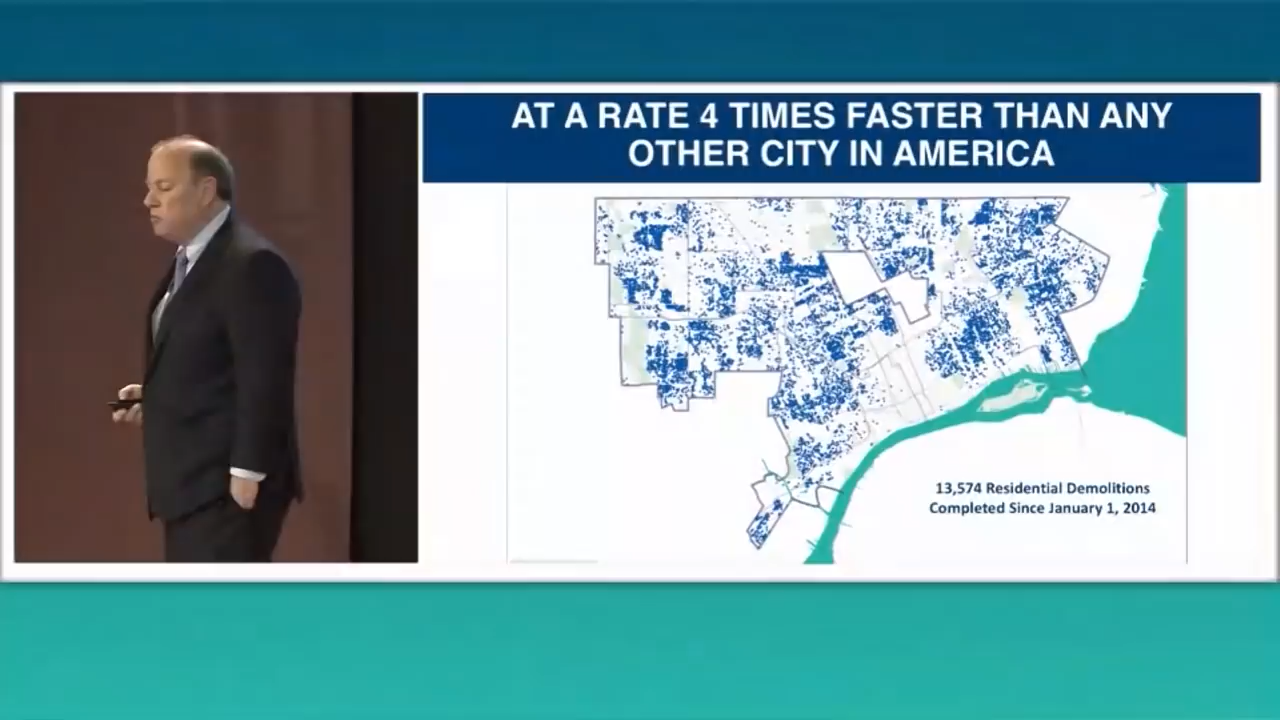 AT A RATE 4 TIMES FASTER THAN ANY
OTHER CITY IN AMERICA
13,574 Residential Demolitions
Completed Since January 1, 2014